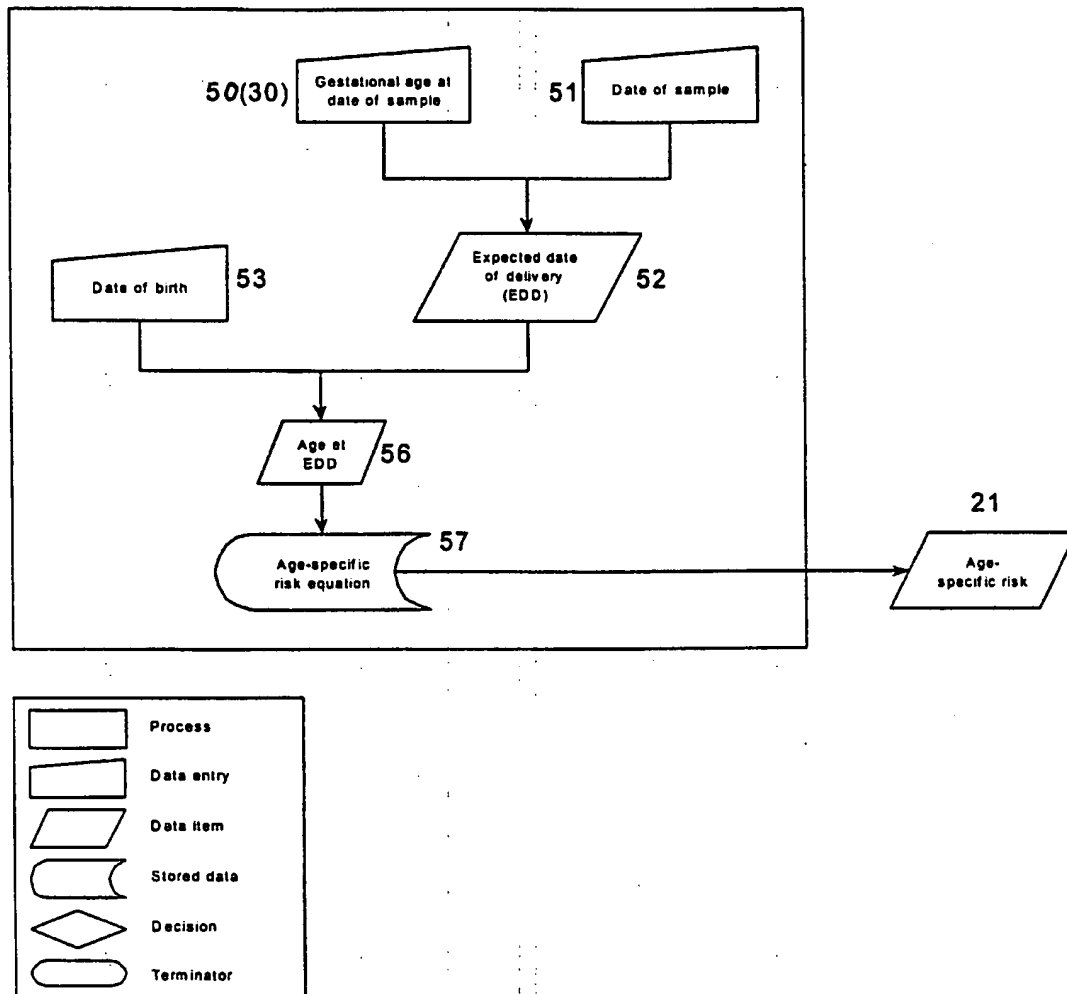 50(30)
Gestational age at
date of sample
51
Date of sample
Date of birth
53
Expected date
of delivery
(EDD)
52
Age at
EDD
56
57
Age-specific
risk equation
21
Age-
specific risk
Process
Data entry
Data item
Stored data
Decision
Terminator